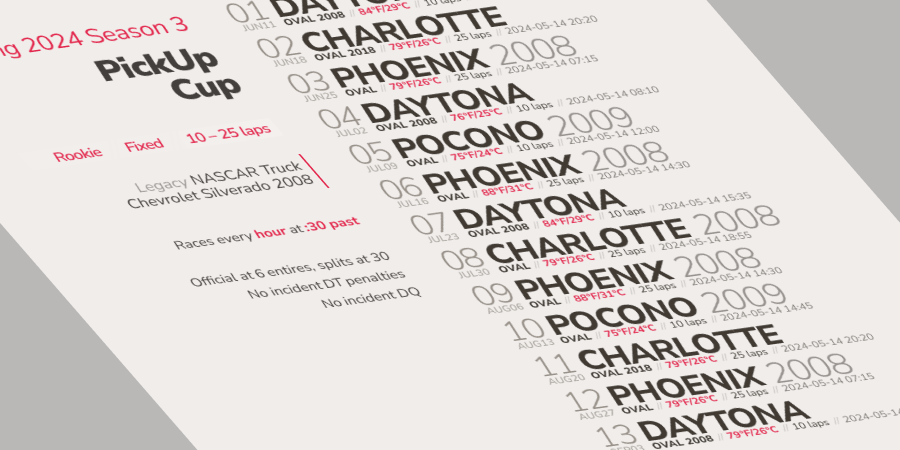 ng 2024 Season 3
PickUp
Cup
Rookie Fixed 10–25 laps
Legacy NASCAR Truck
Chevrolet Silverado 2008
Races every hour at :30 past
Official at 6 entires, splits at 30
No incident DT penalties
No incident DQ
01
JUN11 OVAL 2008 // 84°F/29°C // 10 laps
02 CHARLOTTE
JUN18 OVAL 2018 // 79°F/26°C // 25 laps // 2024-05-14 20:20
03 PHOENIX 2008
JUN25 OVAL // 79°F/26°C // 25 laps // 2024-05-14 07:15
04 DAYTONA
JUL02 OVAL 2008 // 76°F/25°C // 10 laps // 2024-05-14 08:10
05 POCONO 2009
JUL09 OVAL // 75°F/24°C // 10 laps // 2024-05-14 12:00
06 PHOENIX 2008
JUL16 OVAL // 88°F/31°C // 25 laps // 2024-05-14 14:30
07 DAYTONA
JUL23 OVAL 2008 // 84°F/29°C // 10 laps // 2024-05-14 15:35
08 CHARLOTTE 2008
JUL30 OVAL // 79°F/26°C // 25 laps // 2024-05-14 18:55
09 PHOENIX 2008
AUG06 OVAL // 88°F/31°C // 25 laps // 2024-05-14 14:30
10 POCONO 2009
AUG13 OVAL // 75°F/24°C // 10 laps // 2024-05-14 14:45
11 CHARLOTTE
AUG20 OVAL 2018 // 79°F/26°C // 25 laps // 2024-05-14 20:20
12 PHOENIX 2008
AUG27 OVAL // 79°F/26°C // 25 laps // 2024-05-14 07:15
13 DAYTONA
OVAL 2008 // 79°F/26°C // 10 laps // 2024-05-14